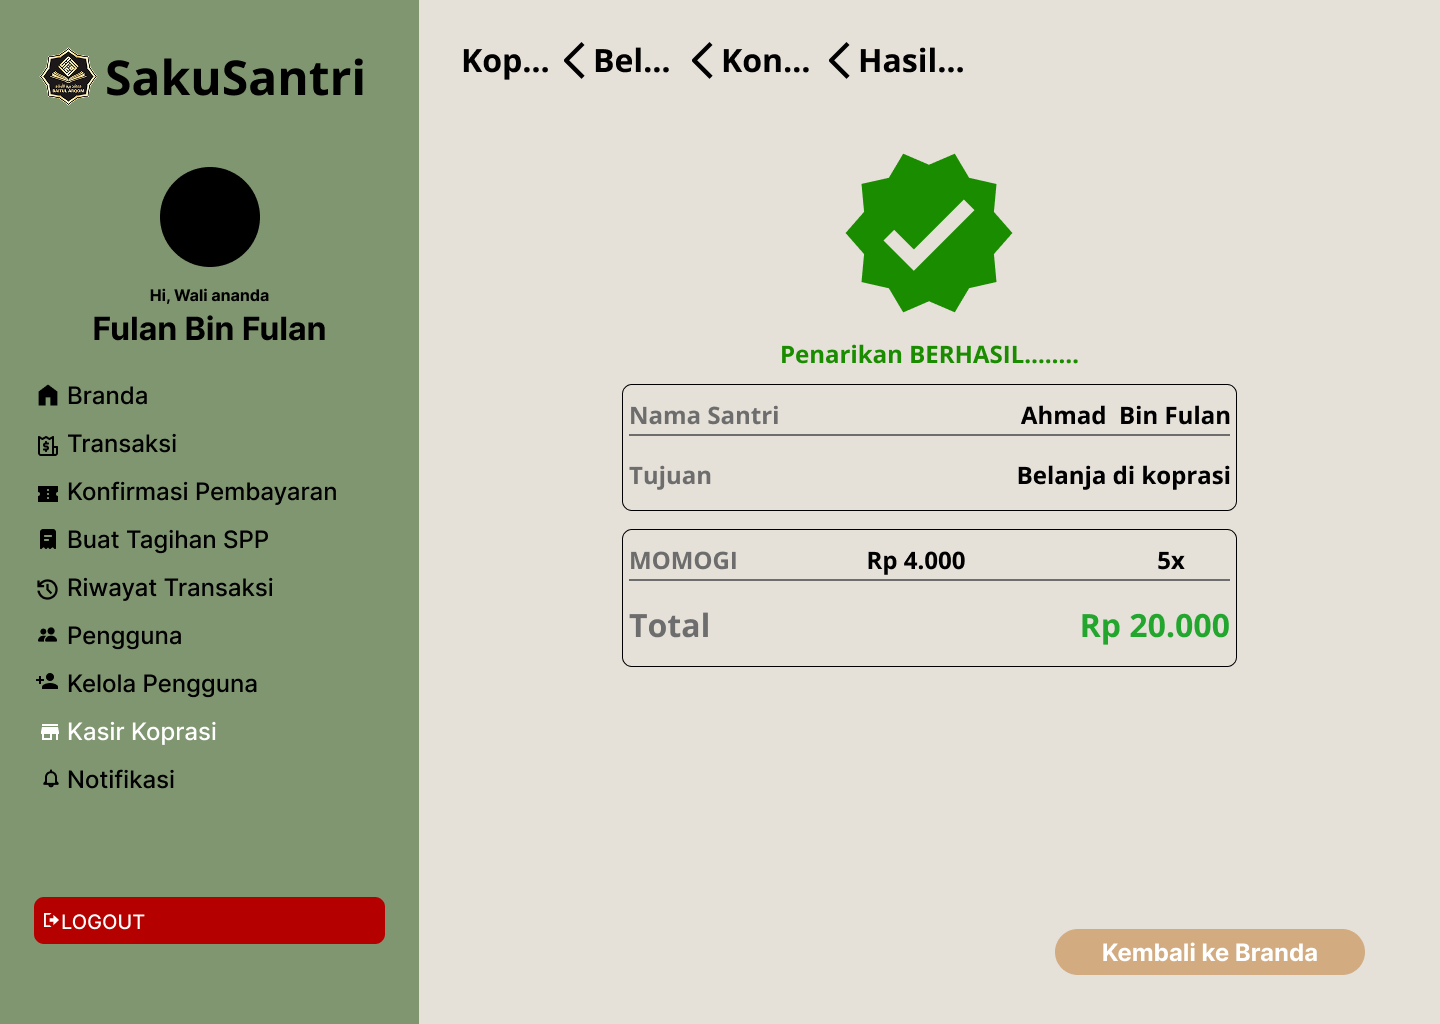 SakuSantri
Hi, Wali ananda
Fulan Bin Fulan
Branda
Transaksi
Konfirmasi Pembayaran
Buat Tagihan SPP
Riwayat Transaksi
Pengguna
Kelola Pengguna
Kasir Koprasi
Notifikasi
LOGOUT
Kop... Bel... Kon... Hasil...
Penarikan BERHASIL........
Nama Santri Ahmad Bin Fulan
Tujuan Belanja di koprasi
MOMOGI Rp 4.000 5x
Total Rp 20.000
Kembali ke Branda